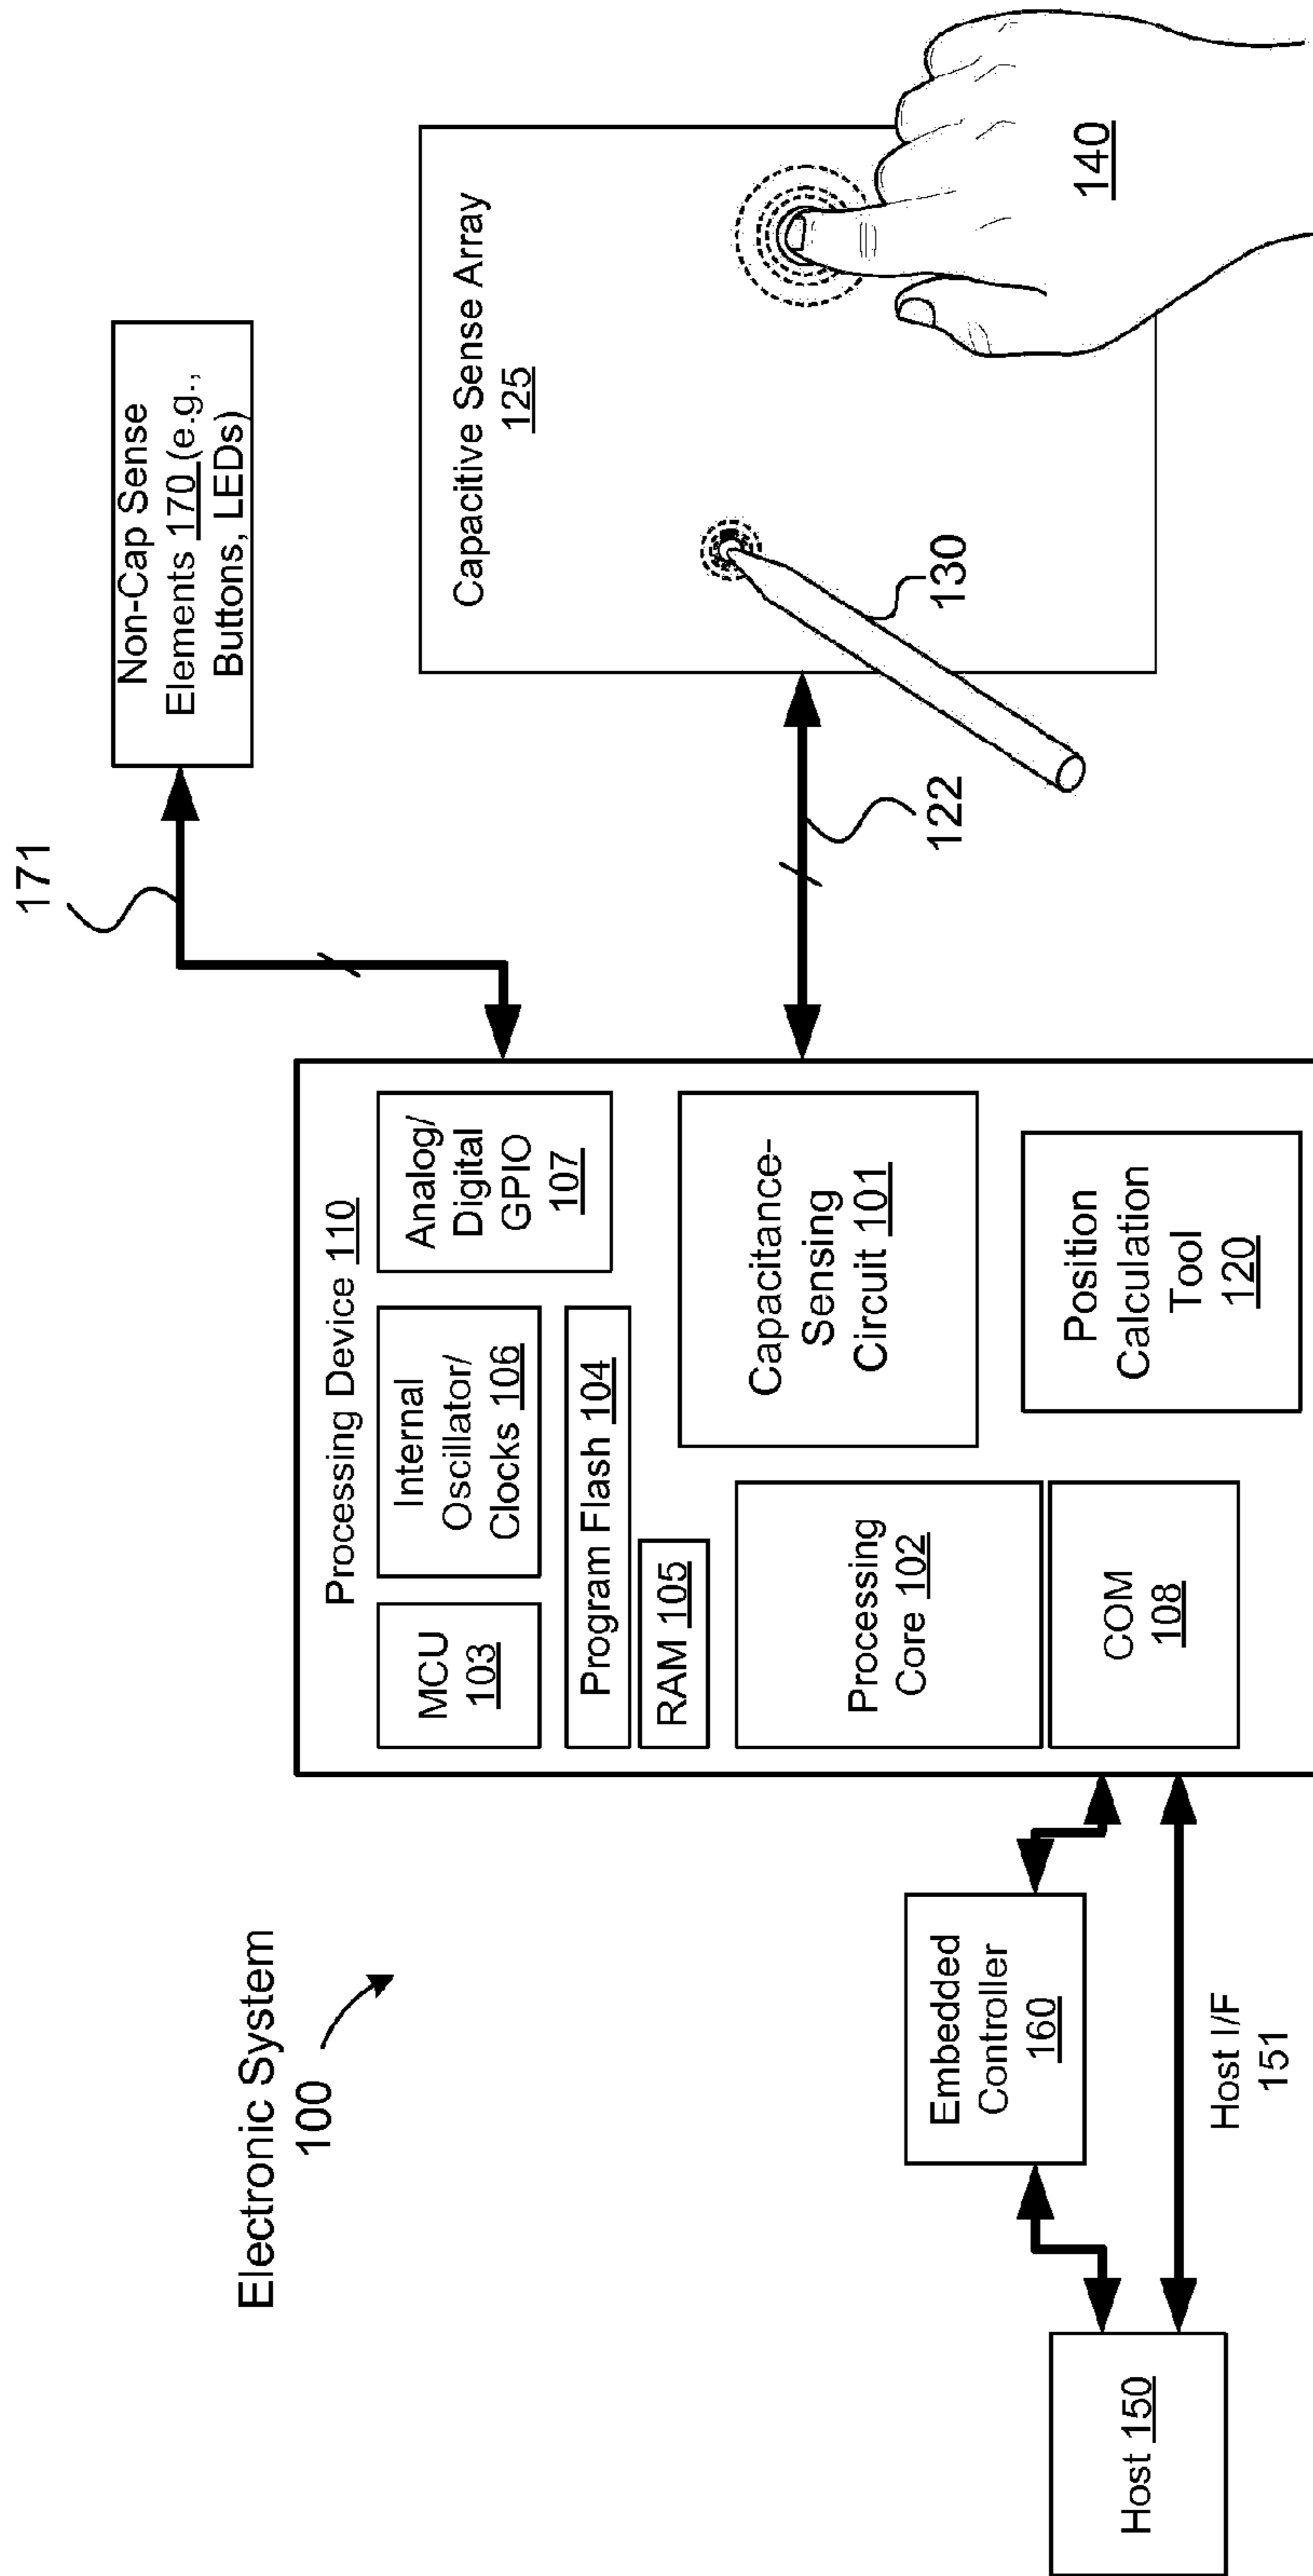 Electronic System
100
Processing Device 110
MCU
103
Internal
Oscillator/
Clocks 106
Analog/
Digital
GPIO
107
Program Flash 104
RAM 105
Processing
Core 102
Capacitance-
Sensing
Circuit 101
COM
108
Position
Calculation
Tool
120
171
Non-Cap Sense
Elements 170 (e.g.,
Buttons, LEDs)
Capacitive Sense Array
125
122
130
140
Embedded
Controller
160
Host I/F
151
Host 150